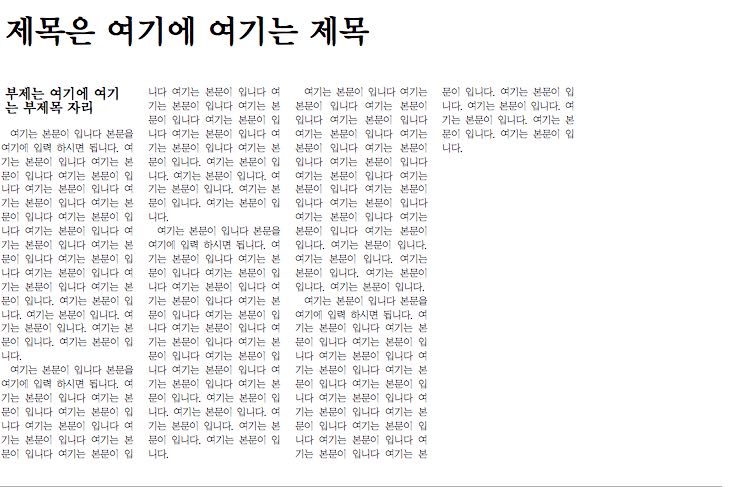 제목은 여기에 여기는 제목
부제는 여기에 여기
는 부제목 자리
여기는 본문이 입니다 본문을
여기에 입력 하시면 됩니다. 여
기는 본문이 입니다 여기는 본
문이 입니다 여기는 본문이 입
니다 여기는 본문이 입니다 여
기는 본문이 입니다 여기는 본
문이 입니다 여기는 본문이 입
니다 여기는 본문이 입니다 여
기는 본문이 입니다 여기는 본
문이 입니다 여기는 본문이 입
니다 여기는 본문이 입니다 여
기는 본문이 입니다 여기는 본
문이 입니다. 여기는 본문이 입
니다. 여기는 본문이 입니다. 여
기는 본문이 입니다. 여기는 본
문이 입니다. 여기는 본문이 입
니다.
여기는 본문이 입니다 본문을
여기에 입력 하시면 됩니다. 여
기는 본문이 입니다 여기는 본
문이 입니다 여기는 본문이 입
니다 여기는 본문이 입니다 여
기는 본문이 입니다 여기는 본
문이 입니다 여기는 본문이 입
니다 여기는 본문이 입니다 여
기는 본문이 입니다 여기는 본
문이 입니다 여기는 본문이 입
니다 여기는 본문이 입니다 여
기는 본문이 입니다 여기는 본
문이 입니다. 여기는 본문이 입
니다. 여기는 본문이 입니다. 여
기는 본문이 입니다. 여기는 본
문이 입니다. 여기는 본문이 입
니다.
여기는 본문이 입니다 본문을
여기에 입력 하시면 됩니다. 여
기는 본문이 입니다 여기는 본
문이 입니다 여기는 본문이 입
니다 여기는 본문이 입니다 여
기는 본문이 입니다 여기는 본
문이 입니다 여기는 본문이 입
니다 여기는 본문이 입니다 여
기는 본문이 입니다 여기는 본
문이 입니다 여기는 본문이 입
니다 여기는 본문이 입니다 여
기는 본문이 입니다 여기는 본
문이 입니다. 여기는 본문이 입
니다. 여기는 본문이 입니다. 여
기는 본문이 입니다. 여기는 본
문이 입니다. 여기는 본문이 입
니다.
여기는 본문이 입니다 여기는
본문이 입니다 여기는 본문이
입니다 여기는 본문이 입니다
여기는 본문이 입니다 여기는
본문이 입니다 여기는 본문이
입니다 여기는 본문이 입니다
여기는 본문이 입니다 여기는
본문이 입니다 여기는 본문이
입니다 여기는 본문이 입니다
여기는 본문이 입니다 여기는
본문이 입니다 여기는 본문이
입니다. 여기는 본문이 입니다.
여기는 본문이 입니다. 여기는
본문이 입니다. 여기는 본문이
입니다. 여기는 본문이 입니다.
여기는 본문이 입니다 본문을
여기에 입력 하시면 됩니다. 여
기는 본문이 입니다 여기는 본
문이 입니다 여기는 본문이 입
니다 여기는 본문이 입니다 여
기는 본문이 입니다 여기는 본
문이 입니다 여기는 본문이 입
니다 여기는 본문이 입니다 여
기는 본문이 입니다 여기는 본
문이 입니다 여기는 본문이 입
니다 여기는 본문이 입니다 여
기는 본문이 입니다 여기는 본
문이 입니다. 여기는 본문이 입
니다. 여기는 본문이 입니다. 여
기는 본문이 입니다. 여기는 본
문이 입니다. 여기는 본문이 입
니다.